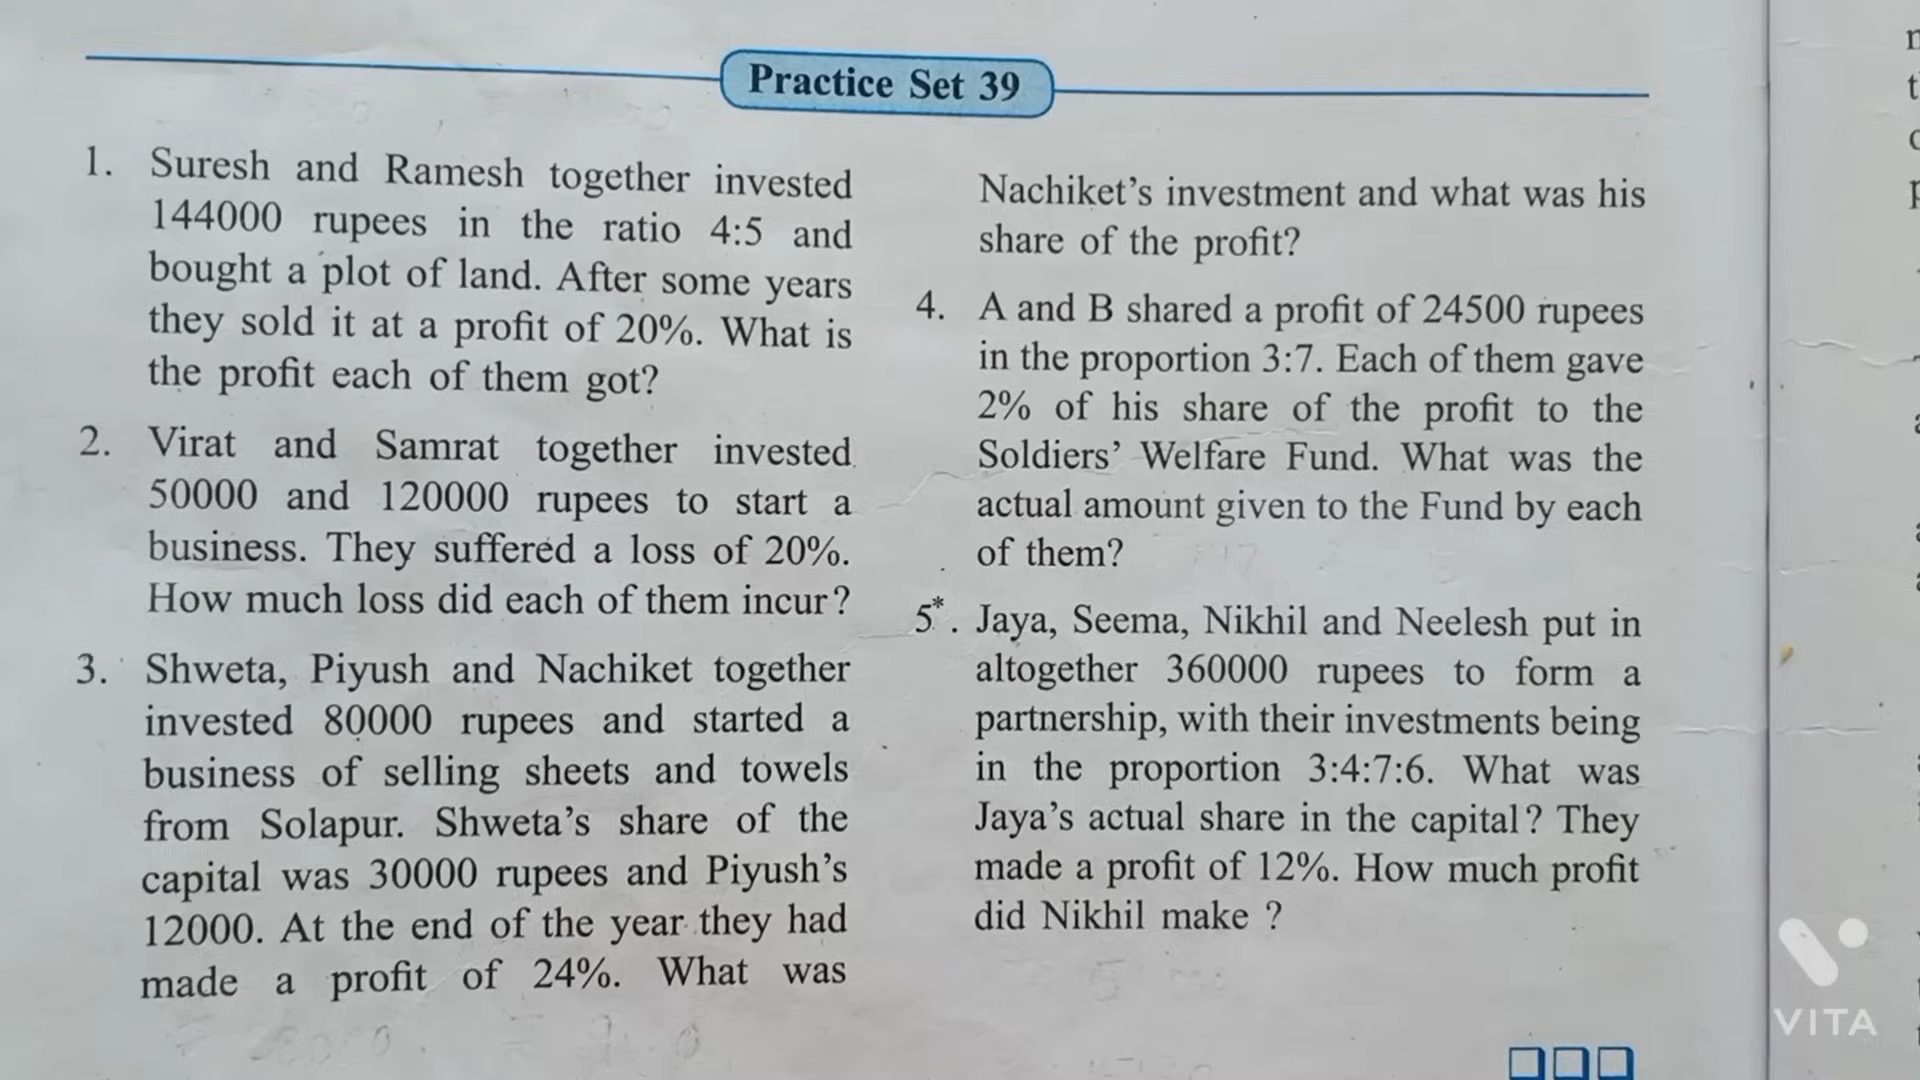 Practice Set 39
1. Suresh and Ramesh together invested
144000 rupees in the ratio 4:5 and
bought a plot of land. After some years
they sold it at a profit of 20%. What is
the profit each of them got?
2. Virat and Samrat together invested
50000 and 120000 rupees to start a
business. They suffered a loss of 20%.
How much loss did each of them incur?
3. Shweta, Piyush and Nachiket together
invested 80000 rupees and started a
business of selling sheets and towels
from Solapur. Shweta's share of the
capital was 30000 rupees and Piyush's
12000. At the end of the year they had
made a profit of 24%. What was
Nachiket's investment and what was his
share of the profit?
4. A and B shared a profit of 24500 rupees
in the proportion 3:7. Each of them gave
2% of his share of the profit to the
Soldiers' Welfare Fund. What was the
actual amount given to the Fund by each
of them?
5*. Jaya, Seema, Nikhil and Neelesh put in
altogether 360000 rupees to form a
partnership, with their investments being
in the proportion 3:4:7:6. What was
Jaya's actual share in the capital? They
made a profit of 12%. How much profit
did Nikhil make ?
VITA